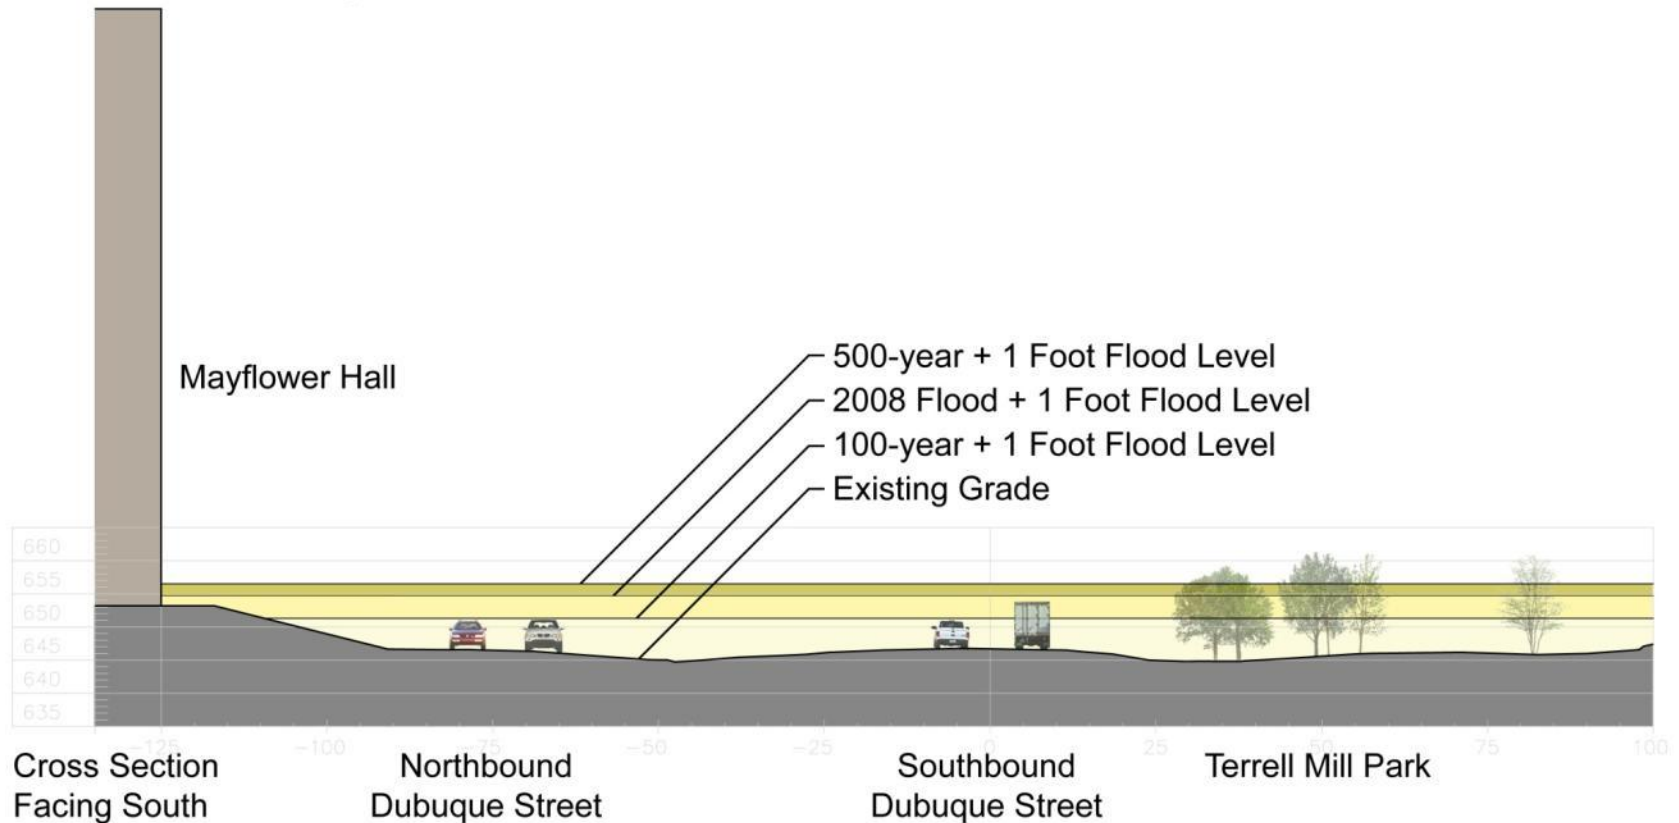 Mayflower Hall
500-year + 1 Foot Flood Level
2008 Flood + 1 Foot Flood Level
100-year + 1 Foot Flood Level
Existing Grade
660
655
650
645
640
635
-125 -100 -75 -50 -25 0 25 50 75 100
Cross Section
Facing South
Northbound
Dubuque Street
Southbound
Dubuque Street
Terrell Mill Park